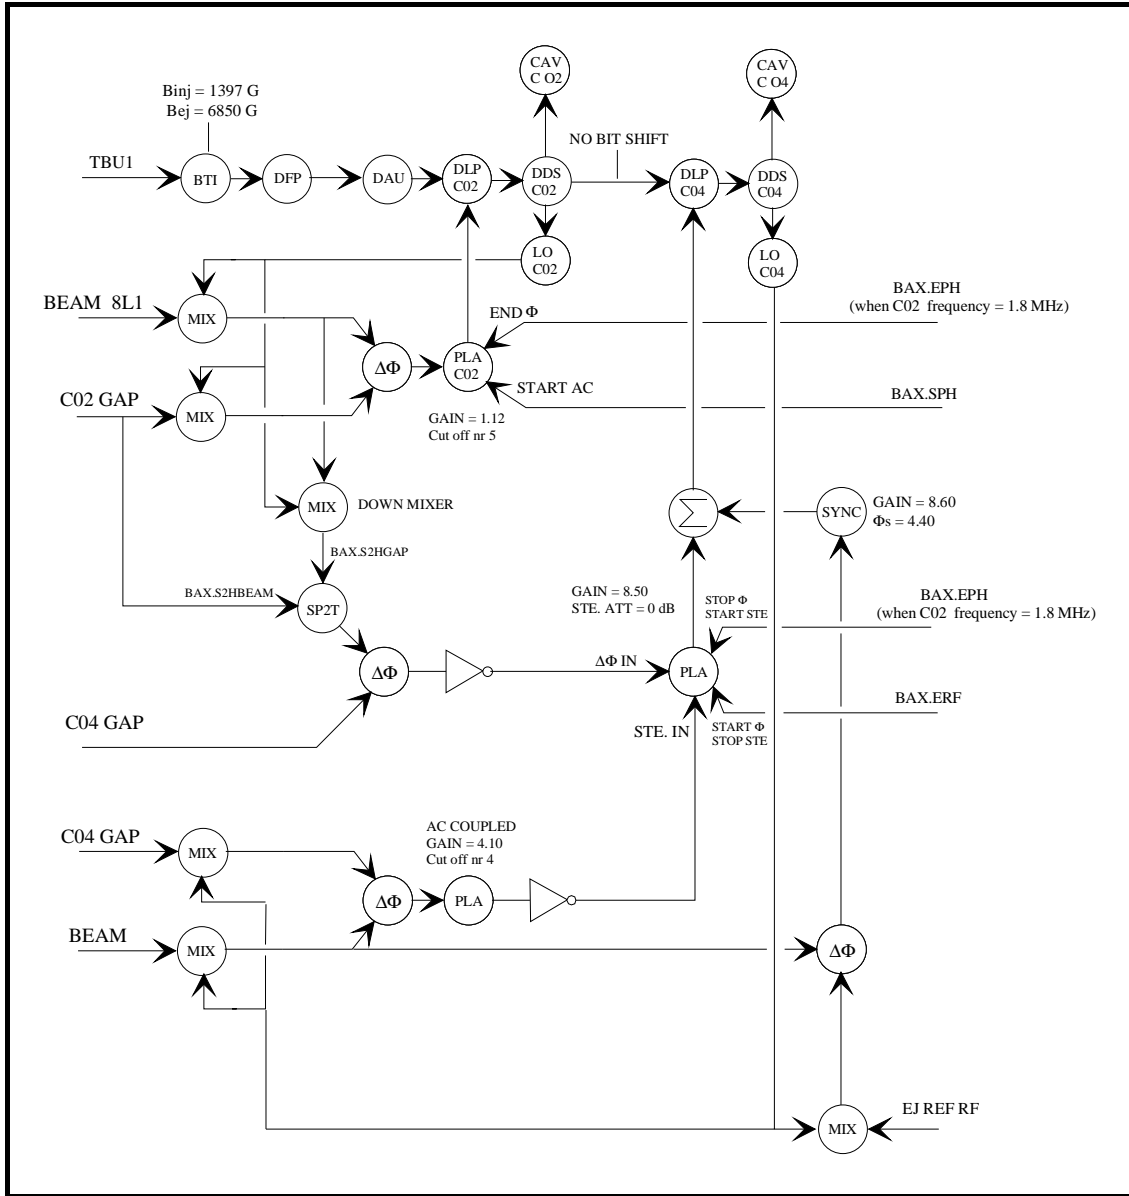 CAV
C O2
CAV
C O4
Binj = 1397 G
Bej = 6850 G
NO BIT SHIFT
TBU1
BTI
DFP
DAU
DLP
C02
DDS
C02
DLP
C04
DDS
C04
LO
C02
LO
C04
BAX.EPH
(when C02 frequency = 1.8 MHz)
BEAM 8L1
MIX
END Φ
ΔΦ
PLA
C02
START AC
BAX.SPH
C02 GAP
MIX
GAIN = 1.12
Cut off nr 5
MIX
DOWN MIXER
Σ
SYNC
GAIN = 8.60
Φs = 4.40
BAX.S2HGAP
BAX.S2HBEAM
SP2T
GAIN = 8.50
STE. ATT = 0 dB
STOP Φ
START STE
BAX.EPH
(when C02 frequency = 1.8 MHz)
ΔΦ
ΔΦ IN
PLA
BAX.ERF
C04 GAP
STE. IN
START Φ
STOP STE
C04 GAP
MIX
AC COUPLED
GAIN = 4.10
Cut off nr 4
ΔΦ
PLA
BEAM
MIX
ΔΦ
EJ REF RF
MIX